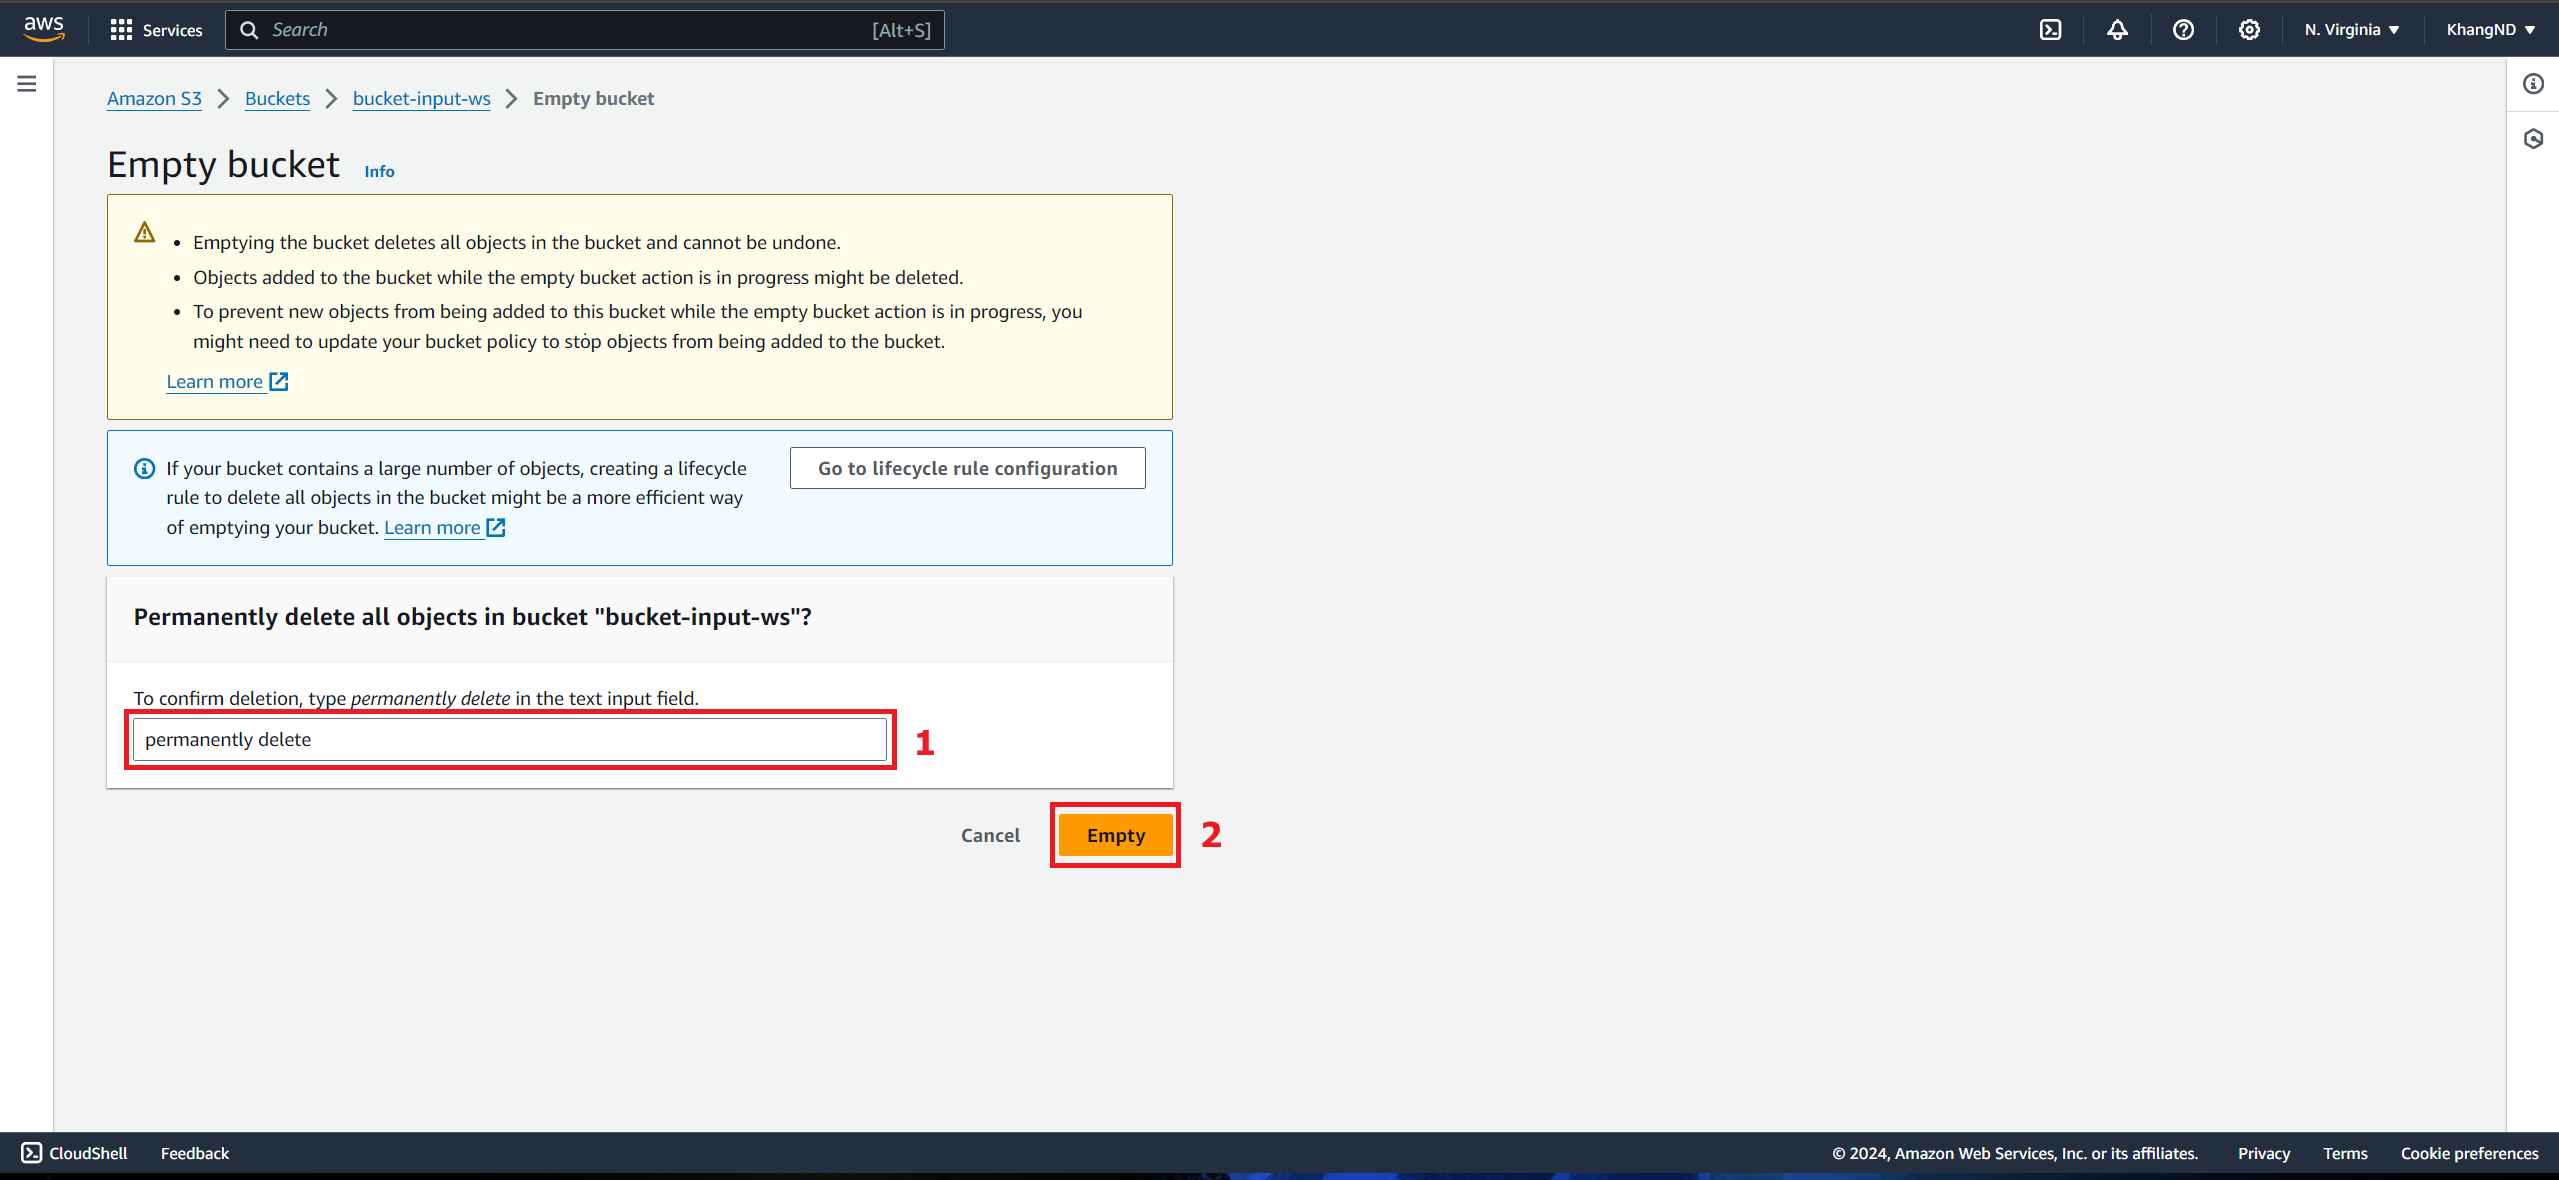 aws
Services
Search
[Alt+S]
N. Virginia
KhangND
Amazon S3
Buckets
bucket-input-ws
Empty bucket
Empty bucket
Info
Emptying the bucket deletes all objects in the bucket and cannot be undone.
Objects added to the bucket while the empty bucket action is in progress might be deleted.
To prevent new objects from being added to this bucket while the empty bucket action is in progress, you
might need to update your bucket policy to stop objects from being added to the bucket.
Learn more
If your bucket contains a large number of objects, creating a lifecycle
rule to delete all objects in the bucket might be a more efficient way
of emptying your bucket. Learn more
Go to lifecycle rule configuration
Permanently delete all objects in bucket "bucket-input-ws"?
To confirm deletion, type permanently delete in the text input field.
permanently delete
1
Cancel
Empty
2
CloudShell
Feedback
© 2024, Amazon Web Services, Inc. or its affiliates.
Privacy
Terms
Cookie preferences